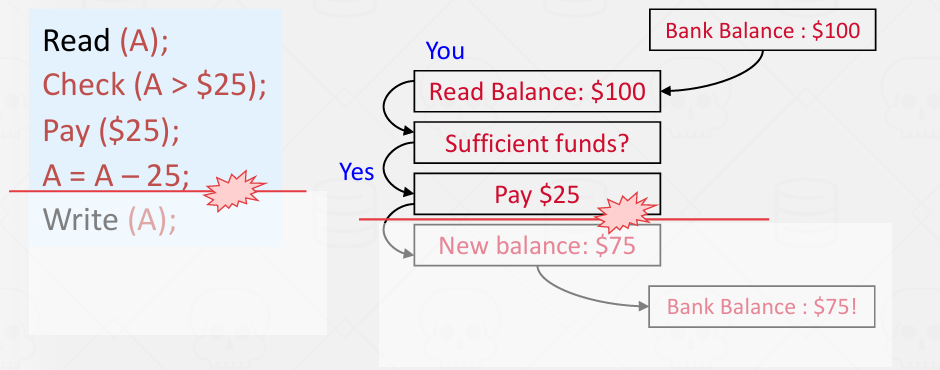 Read (A);
Check (A > $25);
Pay ($25);
A = A – 25;
Write (A);
Bank Balance : $100
You
Read Balance: $100
Sufficient funds?
Yes
Pay $25
New balance: $75
Bank Balance : $75!